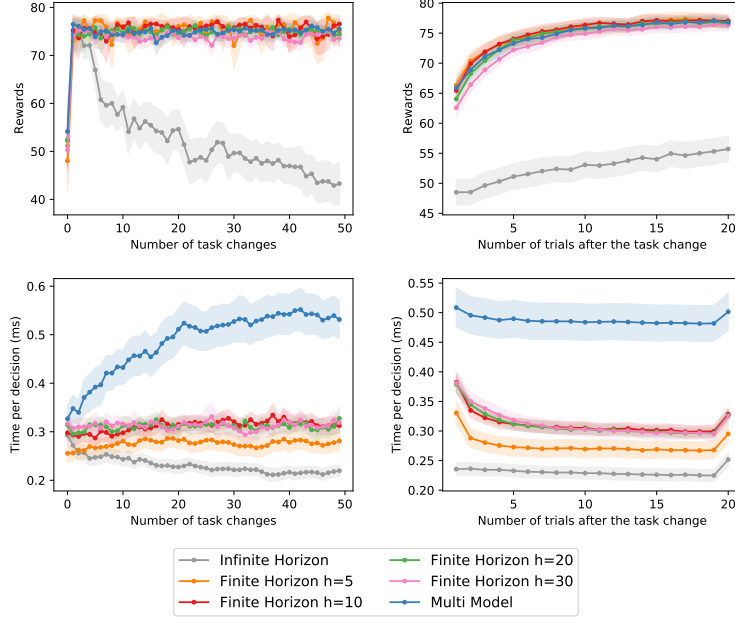 80
70
60
50
40
Rewards
0 10 20 30 40 50
Number of task changes
80
75
70
65
60
55
50
45
Rewards
5 10 15 20
Number of trials after the task change
0.6
0.5
0.4
0.3
0.2
Time per decision (ms)
0 10 20 30 40 50
Number of task changes
0.55
0.50
0.45
0.40
0.35
0.30
0.25
0.20
Time per decision (ms)
5 10 15 20
Number of trials after the task change
Infinite Horizon
Finite Horizon h=5
Finite Horizon h=10
Finite Horizon h=20
Finite Horizon h=30
Multi Model